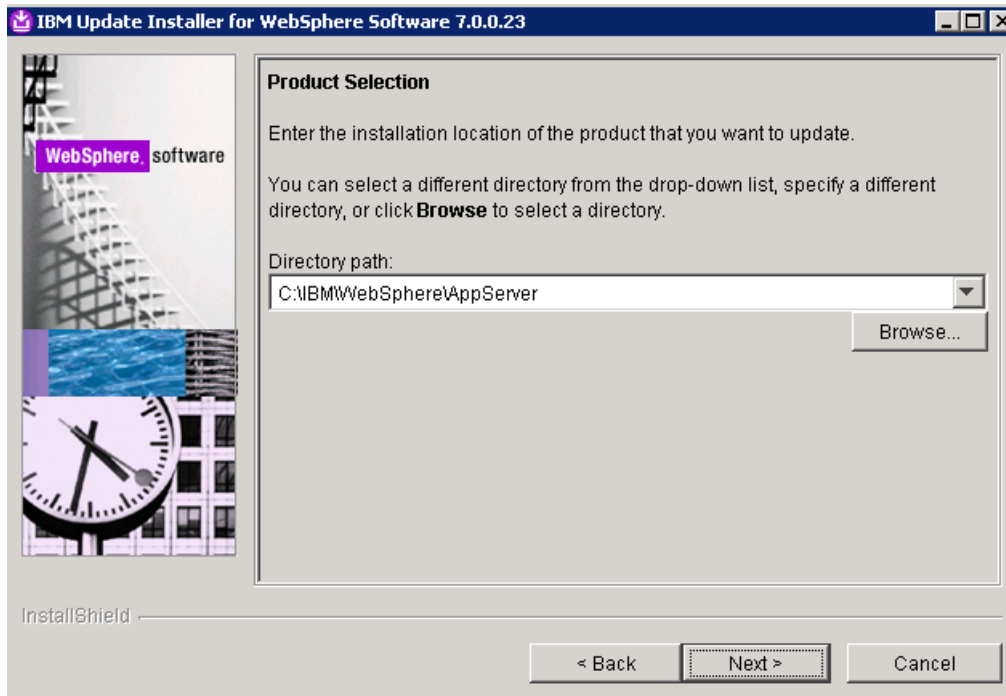 IBM Update Installer for WebSphere Software 7.0.0.23
WebSphere. software
Product Selection
Enter the installation location of the product that you want to update.
You can select a different directory from the drop-down list, specify a different
directory, or click Browse to select a directory.
Directory path:
C:\IBM\WebSphere\AppServer
Browse...
InstallShield
< Back
Next >
Cancel